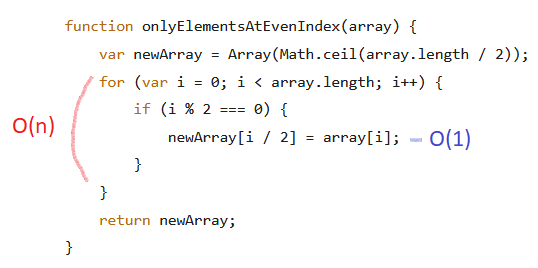 function onlyElementsAtEvenIndex(array) {
var newArray = Array(Math.ceil(array.length / 2));
for (var i = 0; i < array.length; i++) {
if (i % 2 === 0) {
O(n)
newArray[i / 2] = array[i]; - O(1)
}
}
return newArray;
}